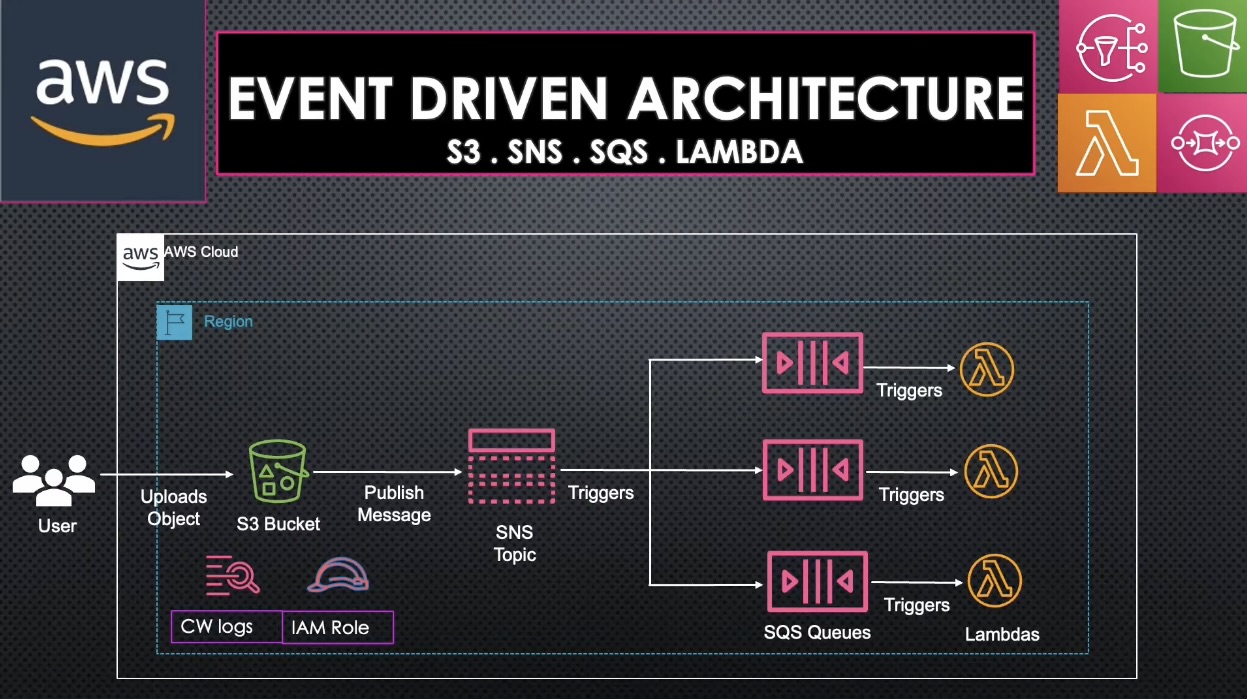 aws
EVENT DRIVEN ARCHITECTURE
S3 . SNS . SQS . LAMBDA
aws
AWS Cloud
Region
Triggers
Uploads
Object
User
S3 Bucket
Publish
Message
SNS
Topic
Triggers
Triggers
CW logs
IAM Role
Triggers
SQS Queues
Lambdas